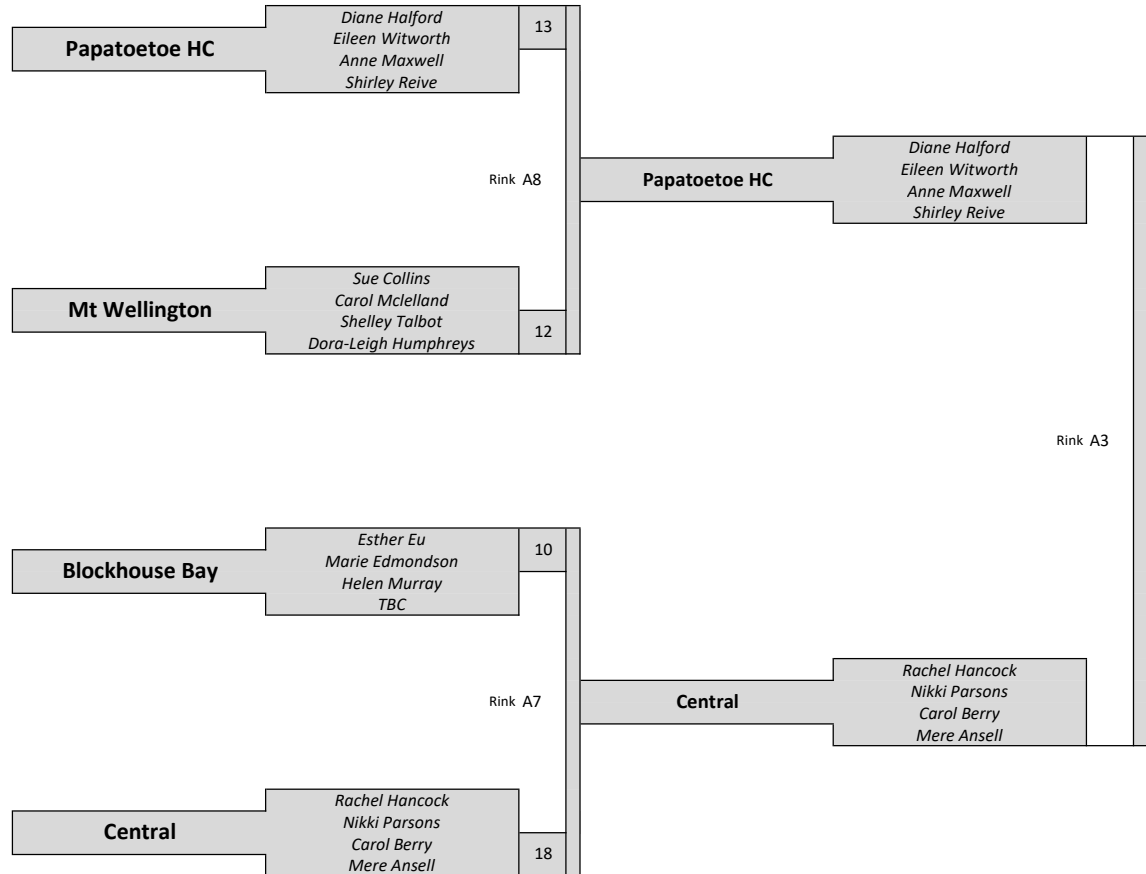 Papatoetoe HC
Diane Halford
Eileen Witworth
Anne Maxwell
Shirley Reive
13
Rink A8
Mt Wellington
Sue Collins
Carol Mclelland
Shelley Talbot
Dora-Leigh Humphreys
12
Papatoetoe HC
Diane Halford
Eileen Witworth
Anne Maxwell
Shirley Reive
Rink A3
Blockhouse Bay
Esther Eu
Marie Edmondson
Helen Murray
TBC
10
Rink A7
Central
Rachel Hancock
Nikki Parsons
Carol Berry
Mere Ansell
18
Central
Rachel Hancock
Nikki Parsons
Carol Berry
Mere Ansell